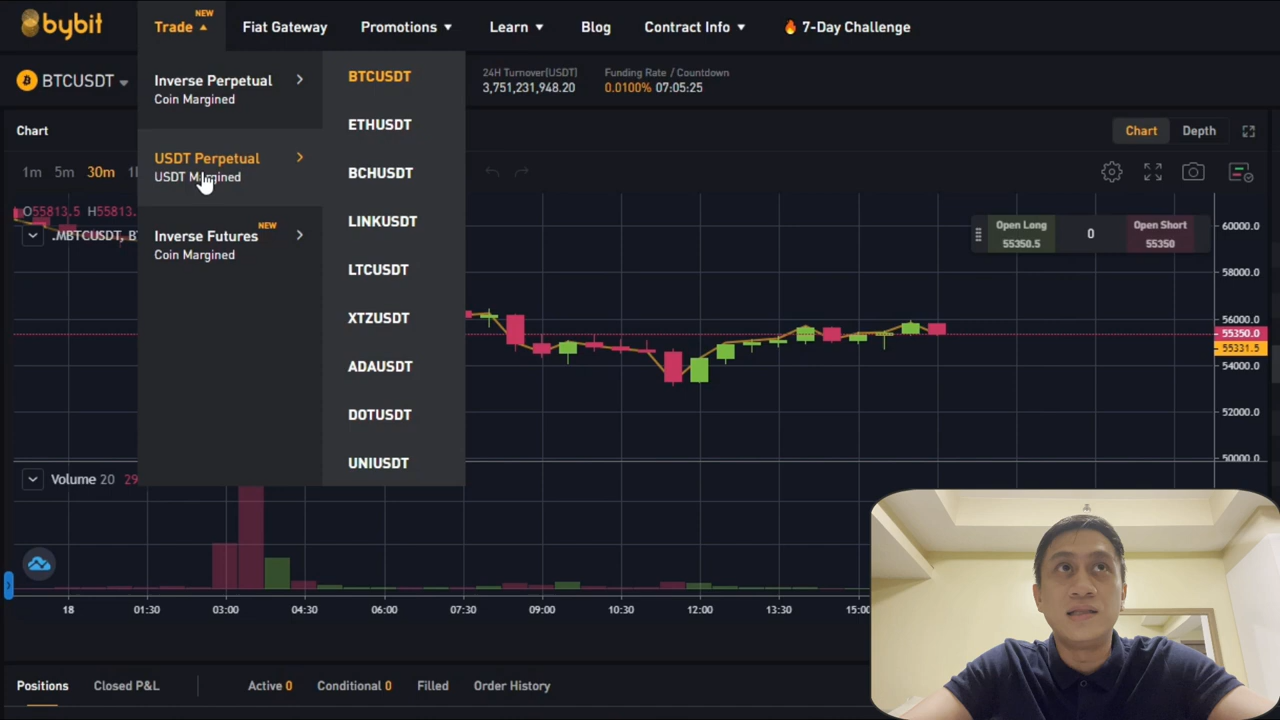 bybit
Trade
NEW
Fiat Gateway
Promotions
Learn
Blog
Contract Info
7-Day Challenge
BTCUSDT
24H Turnover(USDT)
3,751,231,948.20
Funding Rate / Countdown
0.0100% 07:05:25
Inverse Perpetual
Coin Margined
USDT Perpetual
USDT Margined
Inverse Futures
NEW
Coin Margined
BTCUSDT
ETHUSDT
BCHUSDT
LINKUSDT
LTCUSDT
XTZUSDT
ADAUSDT
DOTUSDT
UNIUSDT
Chart
Chart
Depth
1m 5m 30m
O55813.5 H55813.
.MBTCUSDT, B
Open Long
55350.5
0
Open Short
55350
60000.0
58000.0
56000.0
55350.0
55331.5
54000.0
52000.0
50000.0
Volume 20 29
18 01:30 03:00 04:30 06:00 07:30 09:00 10:30 12:00 13:30 15:00
Positions
Closed P&L
Active 0
Conditional 0
Filled
Order History